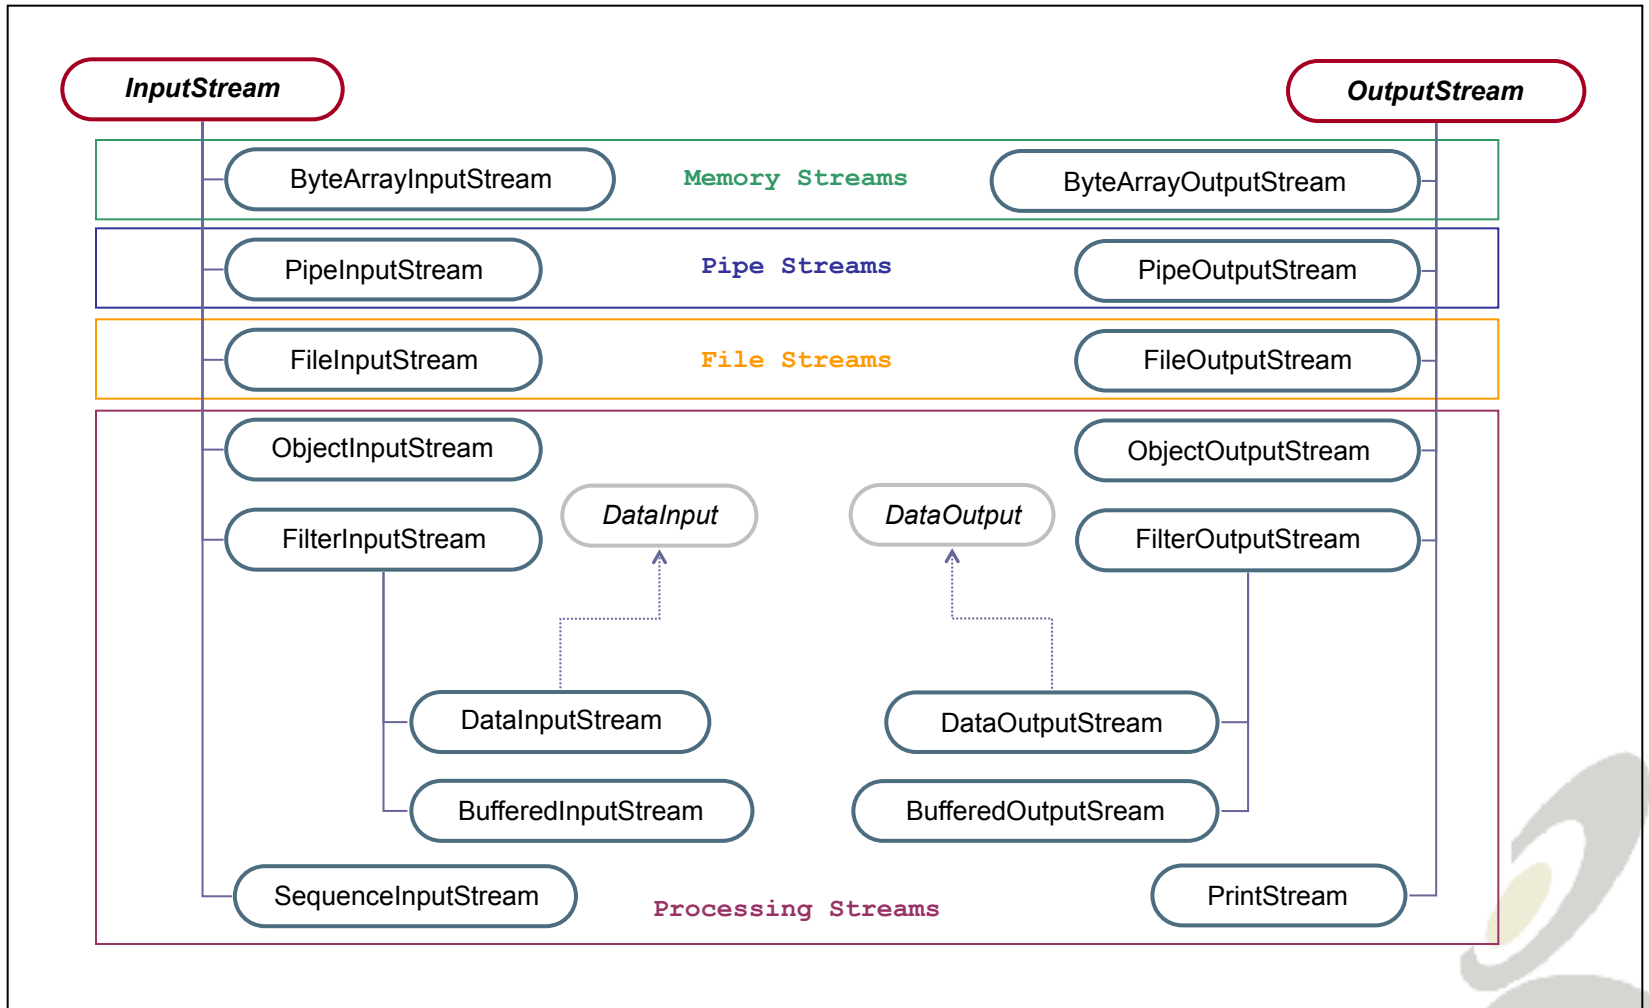 InputStream
OutputStream
ByteArrayInputStream
Memory Streams
ByteArrayOutputStream
PipeInputStream
Pipe Streams
PipeOutputStream
FileInputStream
File Streams
FileOutputStream
ObjectInputStream
ObjectOutputStream
DataInput
DataOutput
FilterInputStream
FilterOutputStream
DataInputStream
DataOutputStream
BufferedInputStream
BufferedOutputSream
SequenceInputStream
PrintStream
Processing Streams